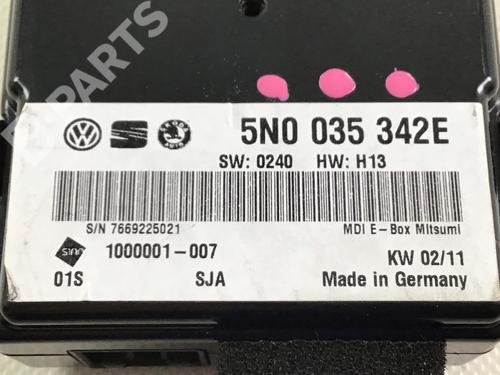 B PARTS
5N0 035 342E
SW: 0240 HW: H13
S/N 7669225021 MDI E-Box Mitsumi
1000001-007 KW 02/11
01S SJA Made in Germany